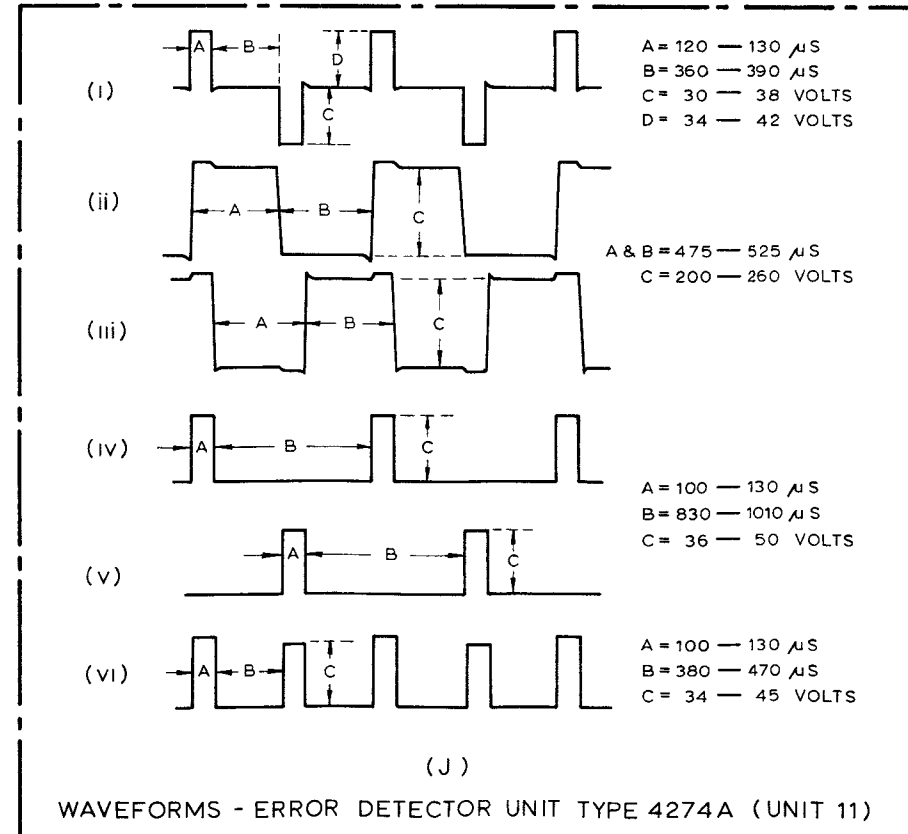 A B D C
(I)
A = 120 — 130 µS
B = 360 — 390 µS
C = 30 — 38 VOLTS
D = 34 — 42 VOLTS
(ii)
A B C
A & B = 475 — 525 µS
C = 200 — 260 VOLTS
(iii)
A B C
(iv)
A B C
A = 100 — 130 µS
B = 830 — 1010 µS
C = 36 — 50 VOLTS
(v)
A B C
(vi)
A B C
A = 100 — 130 µS
B = 380 — 470 µS
C = 34 — 45 VOLTS
(J)
WAVEFORMS - ERROR DETECTOR UNIT TYPE 4274A (UNIT 11)